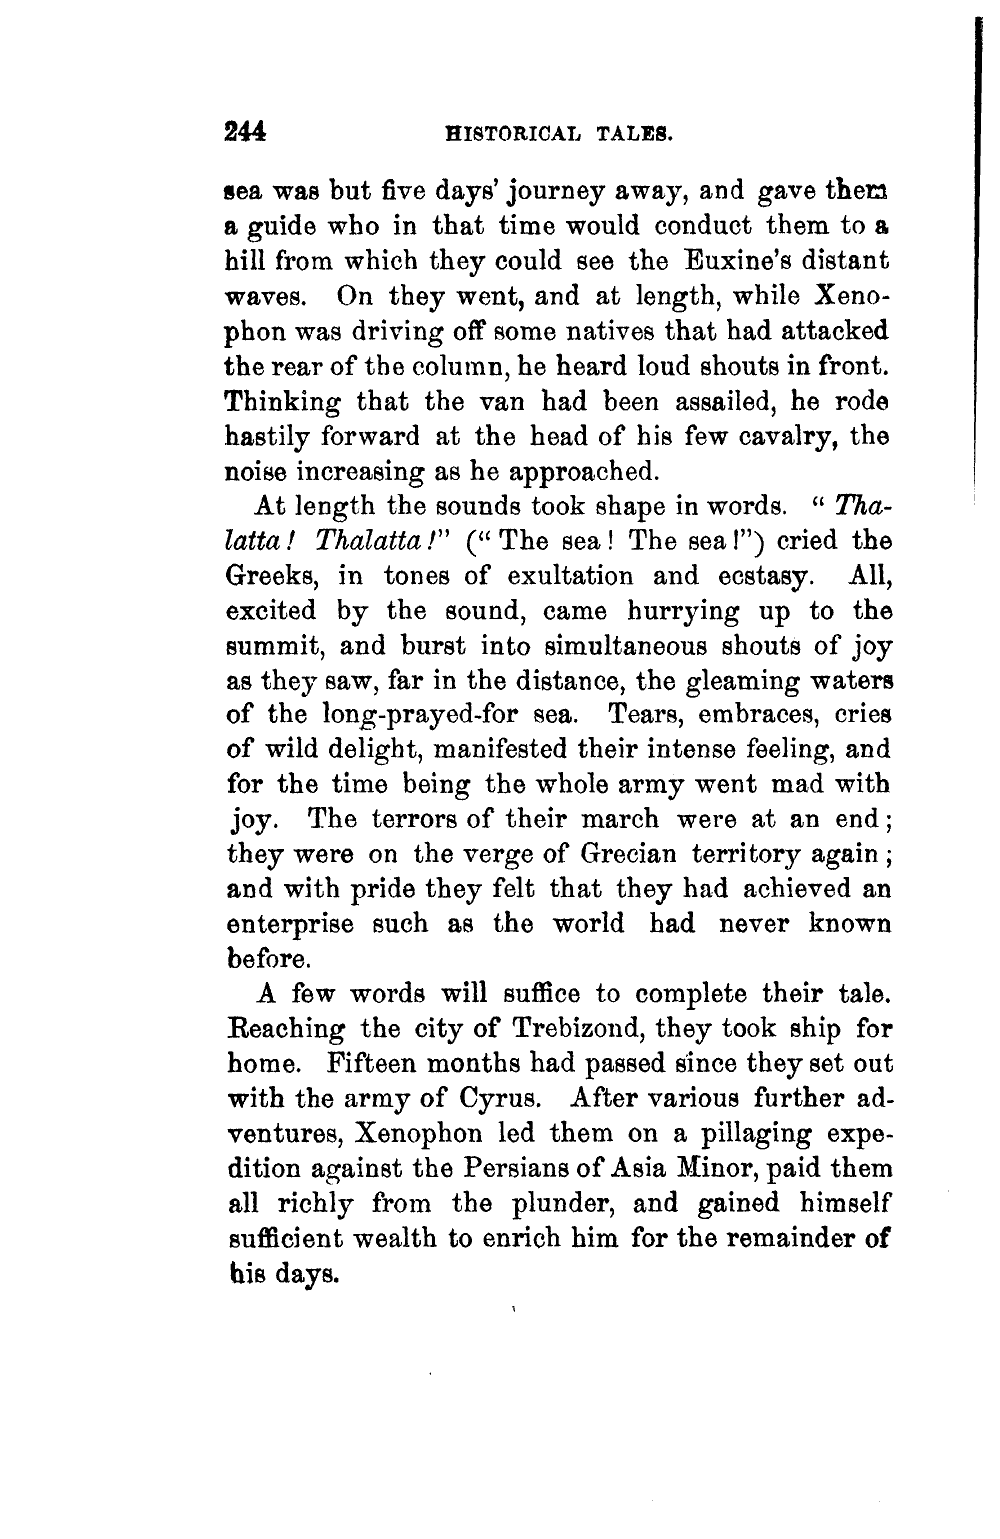 244 HISTORICAL TALES.
sea was but five days' journey away, and gave them
a guide who in that time would conduct them to a
hill from which they could see the Euxine's distant
waves. On they went, and at length, while Xeno-
phon was driving off some natives that had attacked
the rear of the column, he heard loud shouts in front.
Thinking that the van had been assailed, he rode
hastily forward at the head of his few cavalry, the
noise increasing as he approached.
At length the sounds took shape in words. "Tha-
latta! Thalatta!" ("The sea! The sea!") cried the
Greeks, in tones of exultation and ecstasy. All,
excited by the sound, came hurrying up to the
summit, and burst into simultaneous shouts of joy
as they saw, far in the distance, the gleaming waters
of the long-prayed-for sea. Tears, embraces, cries
of wild delight, manifested their intense feeling, and
for the time being the whole army went mad with
joy. The terrors of their march were at an end;
they were on the verge of Grecian territory again;
and with pride they felt that they had achieved an
enterprise such as the world had never known
before.
A few words will suffice to complete their tale.
Reaching the city of Trebizond, they took ship for
home. Fifteen months had passed since they set out
with the army of Cyrus. After various further ad-
ventures, Xenophon led them on a pillaging expe-
dition against the Persians of Asia Minor, paid them
all richly from the plunder, and gained himself
sufficient wealth to enrich him for the remainder of
his days.